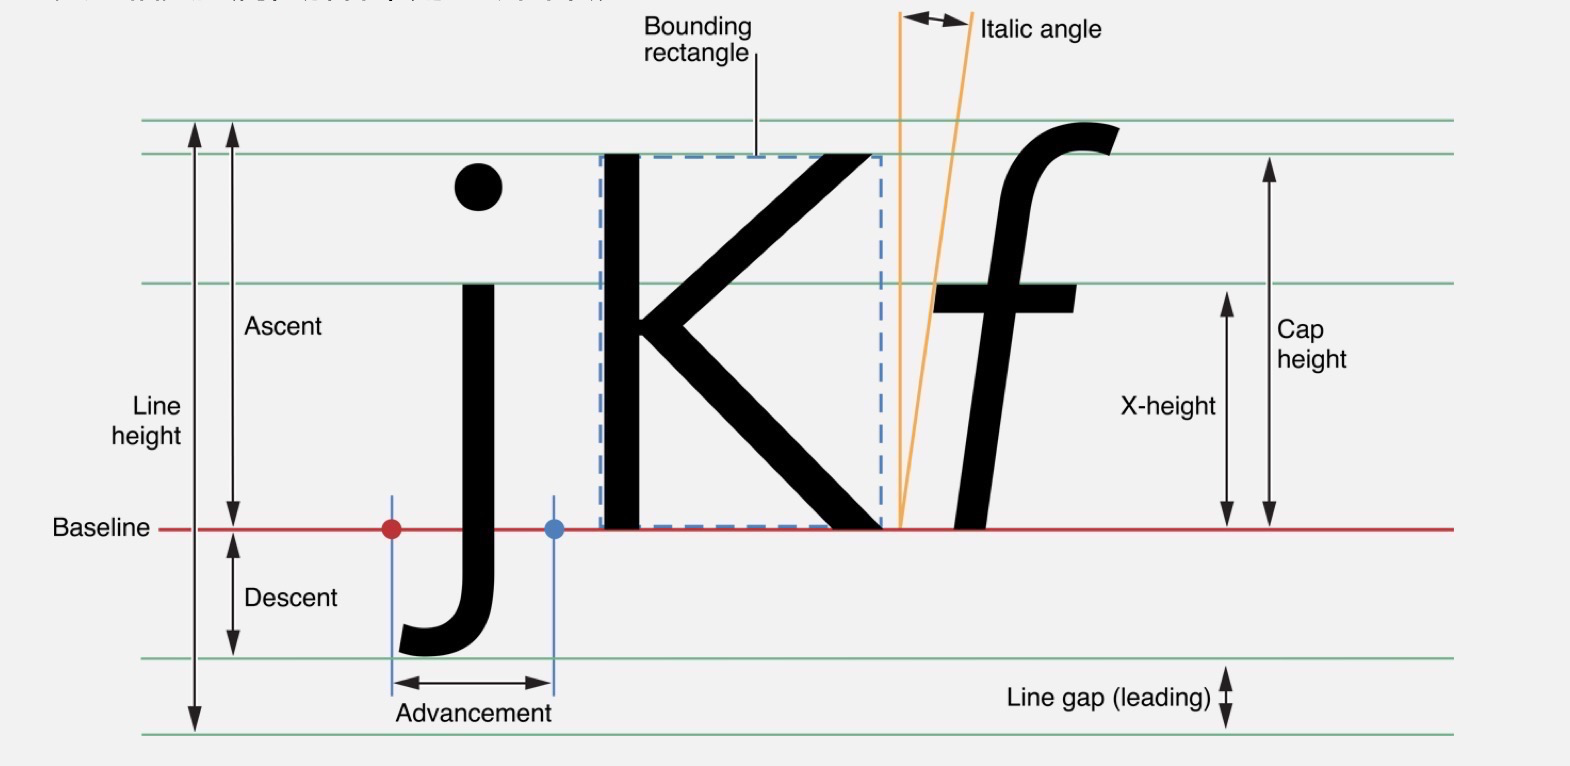 Bounding
rectangle
Italic angle
Ascent
Cap
height
Line
height
X-height
Baseline
Descent
Line gap (leading)
Advancement
jKf